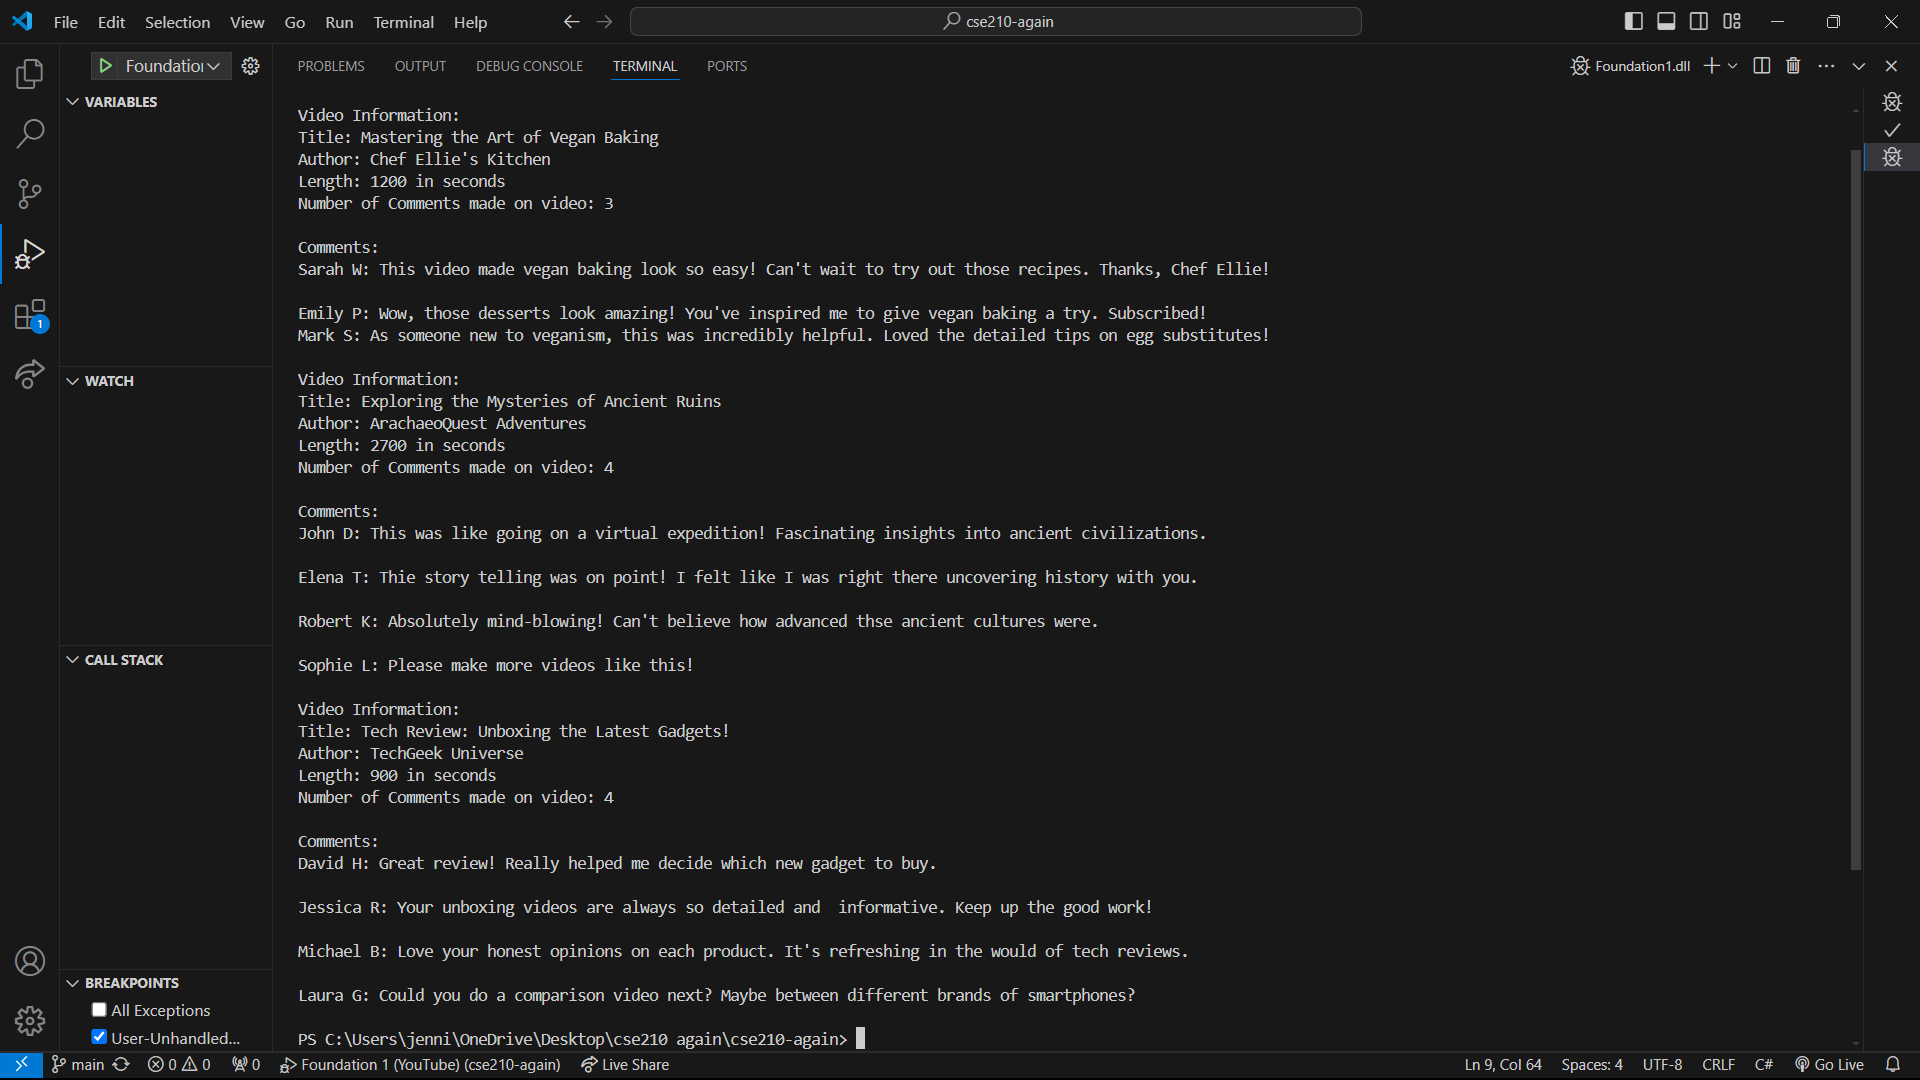 File Edit Selection View Go Run Terminal Help
cse210-again
PROBLEMS OUTPUT DEBUG CONSOLE TERMINAL PORTS
Foundation1.dll
VARIABLES
WATCH
CALL STACK
BREAKPOINTS
All Exceptions
User-Unhandled...
1
Video Information:
Title: Mastering the Art of Vegan Baking
Author: Chef Ellie's Kitchen
Length: 1200 in seconds
Number of Comments made on video: 3
Comments:
Sarah W: This video made vegan baking look so easy! Can't wait to try out those recipes. Thanks, Chef Ellie!
Emily P: Wow, those desserts look amazing! You've inspired me to give vegan baking a try. Subscribed!
Mark S: As someone new to veganism, this was incredibly helpful. Loved the detailed tips on egg substitutes!
Video Information:
Title: Exploring the Mysteries of Ancient Ruins
Author: ArachaeoQuest Adventures
Length: 2700 in seconds
Number of Comments made on video: 4
Comments:
John D: This was like going on a virtual expedition! Fascinating insights into ancient civilizations.
Elena T: Thie story telling was on point! I felt like I was right there uncovering history with you.
Robert K: Absolutely mind-blowing! Can't believe how advanced thse ancient cultures were.
Sophie L: Please make more videos like this!
Video Information:
Title: Tech Review: Unboxing the Latest Gadgets!
Author: TechGeek Universe
Length: 900 in seconds
Number of Comments made on video: 4
Comments:
David H: Great review! Really helped me decide which new gadget to buy.
Jessica R: Your unboxing videos are always so detailed and  informative. Keep up the good work!
Michael B: Love your honest opinions on each product. It's refreshing in the would of tech reviews.
Laura G: Could you do a comparison video next? Maybe between different brands of smartphones?
PS C:\Users\jenni\OneDrive\Desktop\cse210 again\cse210-again>
main 0 0 0 Foundation 1 (YouTube) (cse210-again) Live Share Ln 9, Col 64 Spaces: 4 UTF-8 CRLF C# Go Live